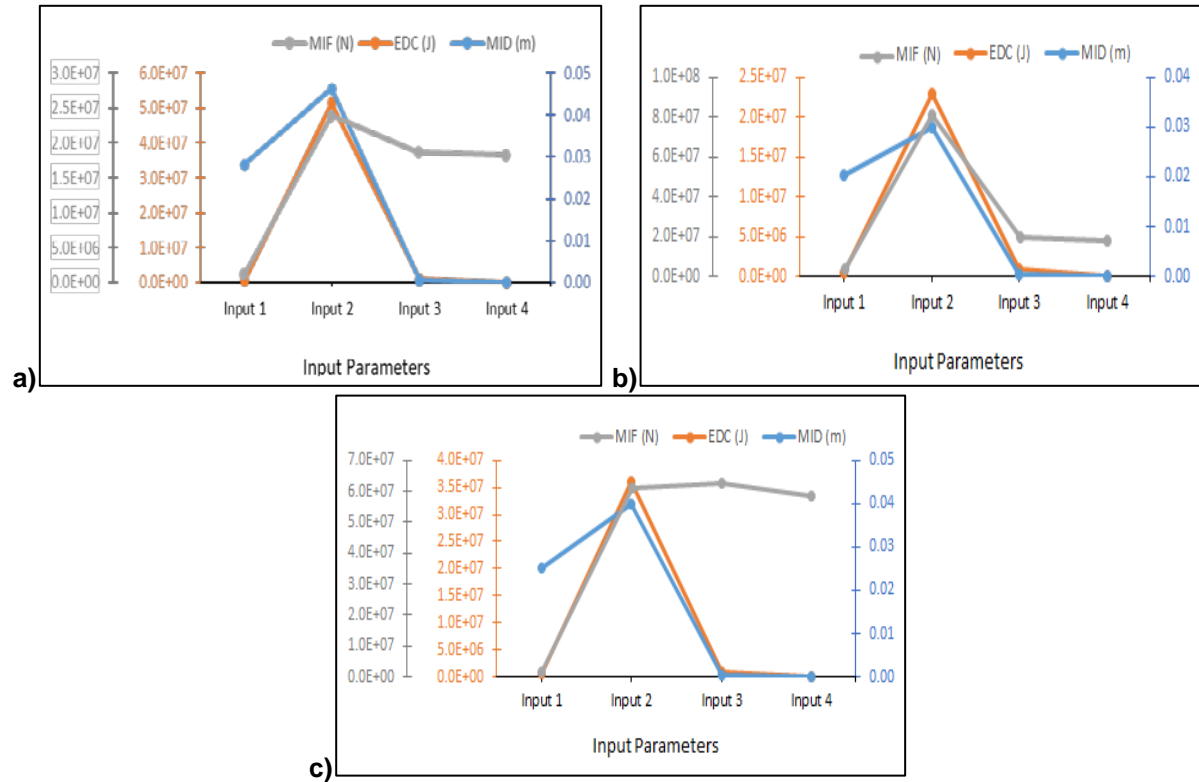 MIF (N) EDC (J) MID (m)
3.0E+07 6.0E+07 0.05
2.5E+07 5.0E+07 0.04
2.0E+07 4.0E+07 0.03
1.5E+07 3.0E+07 0.02
1.0E+07 2.0E+07 0.01
5.0E+06 1.0E+07 0.00
0.0E+00 0.0E+00
Input 1 Input 2 Input 3 Input 4
Input Parameters
a)
MIF (N) EDC (J) MID (m)
1.0E+08 2.5E+07 0.04
8.0E+07 2.0E+07 0.03
6.0E+07 1.5E+07 0.02
4.0E+07 1.0E+07 0.01
2.0E+07 5.0E+06 0.00
0.0E+00 0.0E+00
Input 1 Input 2 Input 3 Input 4
Input Parameters
b)
MIF (N) EDC (J) MID (m)
7.0E+07 4.0E+07 0.05
6.0E+07 3.5E+07 0.04
5.0E+07 3.0E+07 0.03
4.0E+07 2.5E+07 0.02
3.0E+07 2.0E+07 0.01
2.0E+07 1.5E+07 0.00
1.0E+07 1.0E+07
0.0E+00 5.0E+06
0.0E+00
Input 1 Input 2 Input 3 Input 4
Input Parameters
c)